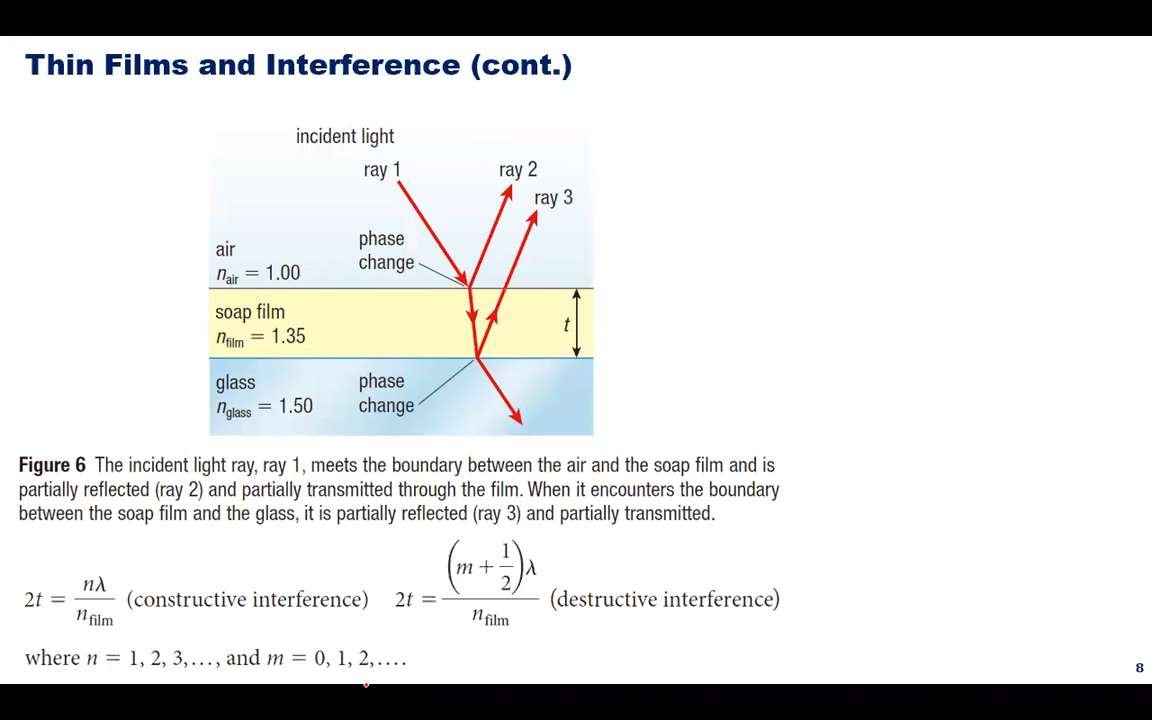 Thin Films and Interference (cont.)
incident light
ray 1
ray 2
ray 3
phase
change
air
n_air = 1.00
soap film
n_film = 1.35
t
glass
n_glass = 1.50
phase
change
Figure 6 The incident light ray, ray 1, meets the boundary between the air and the soap film and is
partially reflected (ray 2) and partially transmitted through the film. When it encounters the boundary
between the soap film and the glass, it is partially reflected (ray 3) and partially transmitted.
2t = nλ / n_film (constructive interference) 2t = (m + 1/2)λ / n_film (destructive interference)
where n = 1, 2, 3,..., and m = 0, 1, 2,....
8